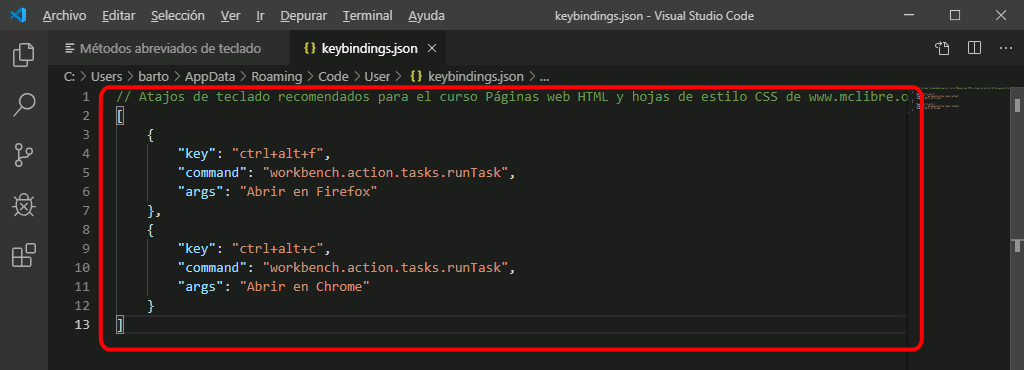 Archivo Editar Selección Ver Ir Depurar Terminal Ayuda keybindings.json - Visual Studio Code
Métodos abreviados de teclado {} keybindings.json
C: > Users > barto > AppData > Roaming > Code > User > {} keybindings.json > ...
1 // Atajos de teclado recomendados para el curso Páginas web HTML y hojas de estilo CSS de www.mclibre.o
2 [
3 {
4 "key": "ctrl+alt+f",
5 "command": "workbench.action.tasks.runTask",
6 "args": "Abrir en Firefox"
7 },
8 {
9 "key": "ctrl+alt+c",
10 "command": "workbench.action.tasks.runTask",
11 "args": "Abrir en Chrome"
12 }
13 ]